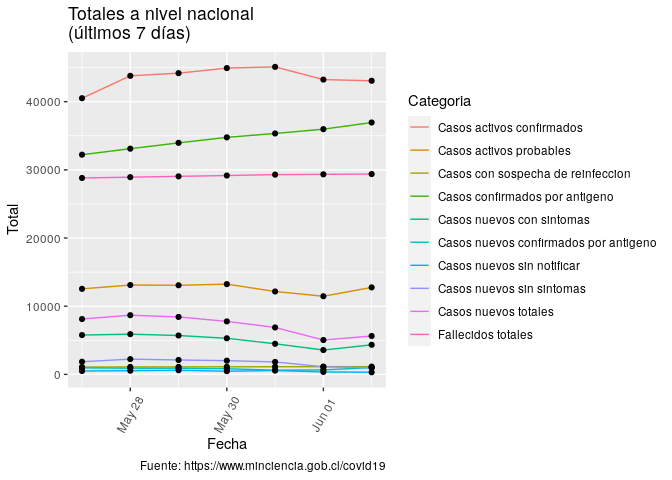 Totales a nivel nacional
(últimos 7 días)
Total
40000
30000
20000
10000
0
May 28
May 30
Jun 01
Fecha
Fuente: https://www.minciencia.gob.cl/covid19
Categoria
Casos activos confirmados
Casos activos probables
Casos con sospecha de reinfeccion
Casos confirmados por antigeno
Casos nuevos con sintomas
Casos nuevos confirmados por antigeno
Casos nuevos sin notificar
Casos nuevos sin sintomas
Casos nuevos totales
Fallecidos totales